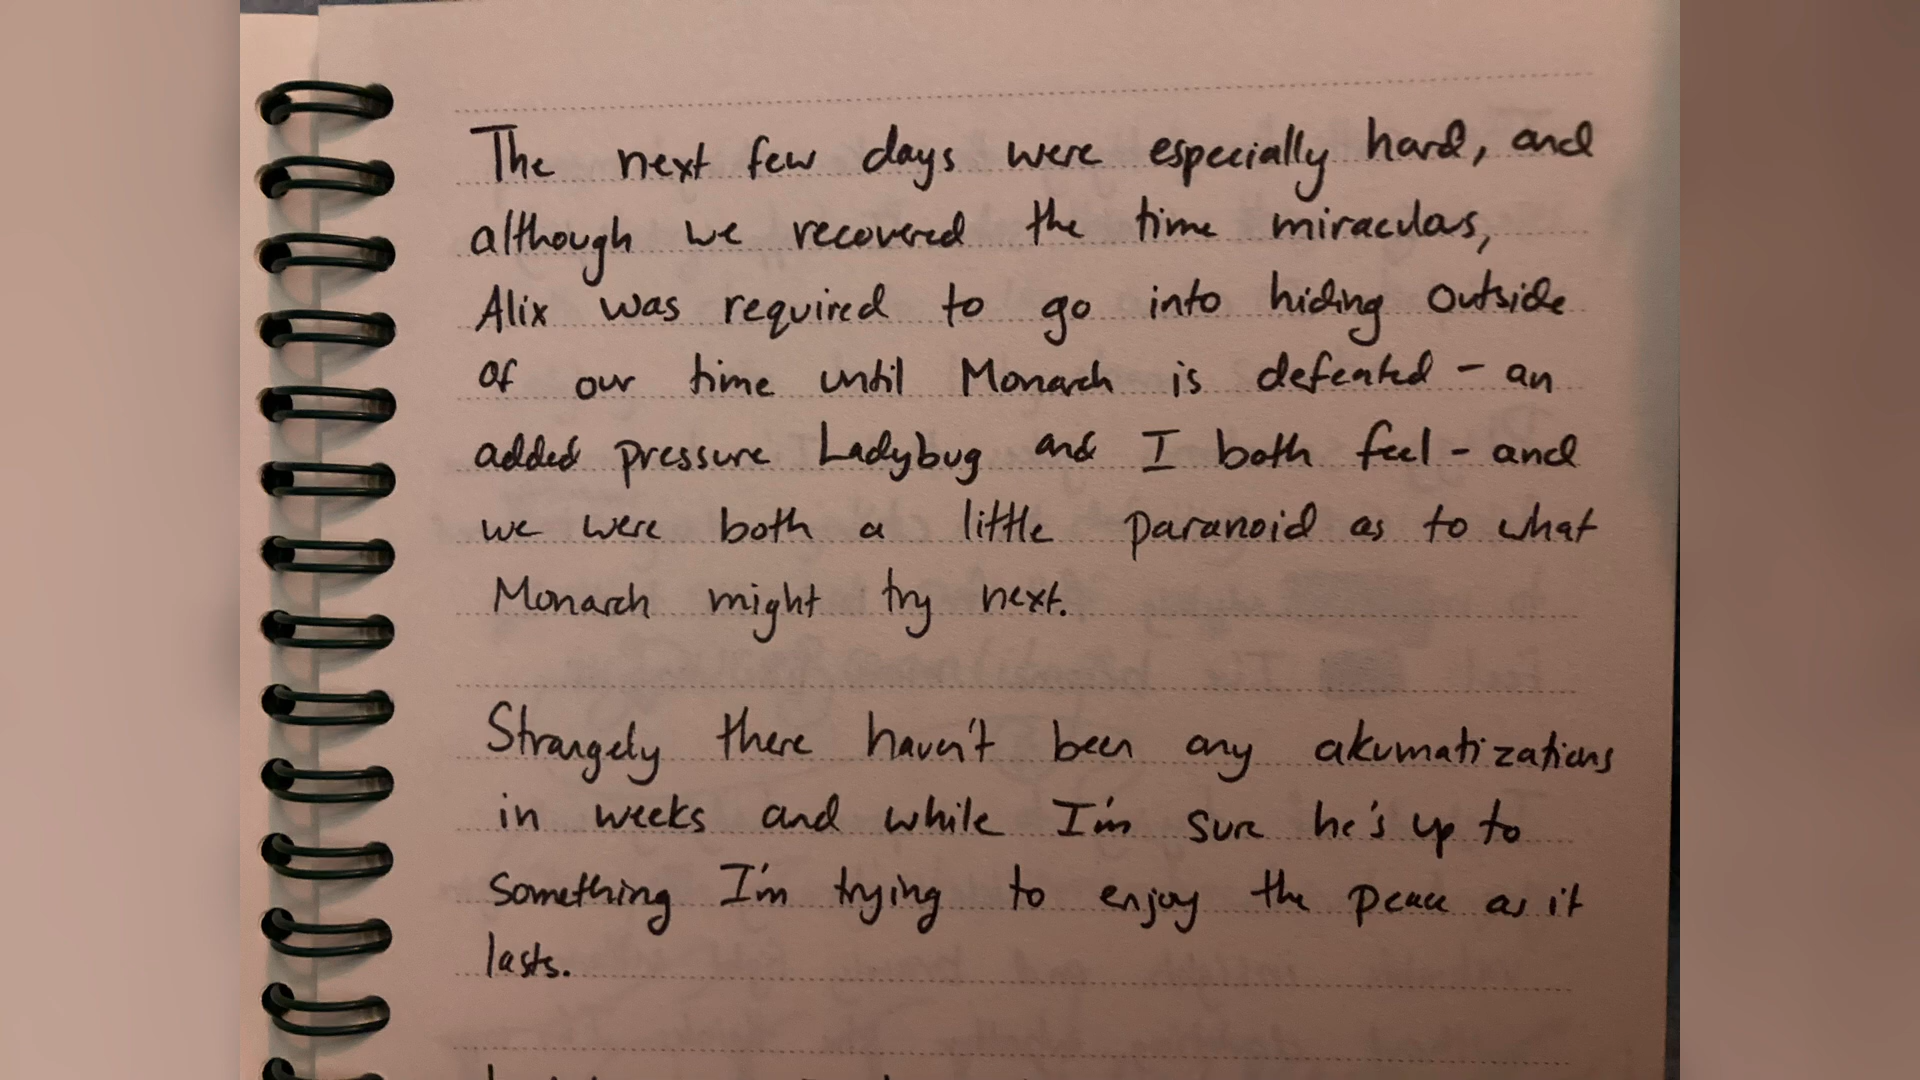 The next few days were especially hard, and
although we recovered the time miraculas,
Alix was required to go into hiding outside
of our time until Monarch is defeated - an
added pressure Ladybug and I both feel - and
we were both a little paranoid as to what
Monarch might try next.
Strangely there haven't been any akumatizations
in weeks and while I'm sure he's up to
something I'm trying to enjoy the peace as it
lasts.